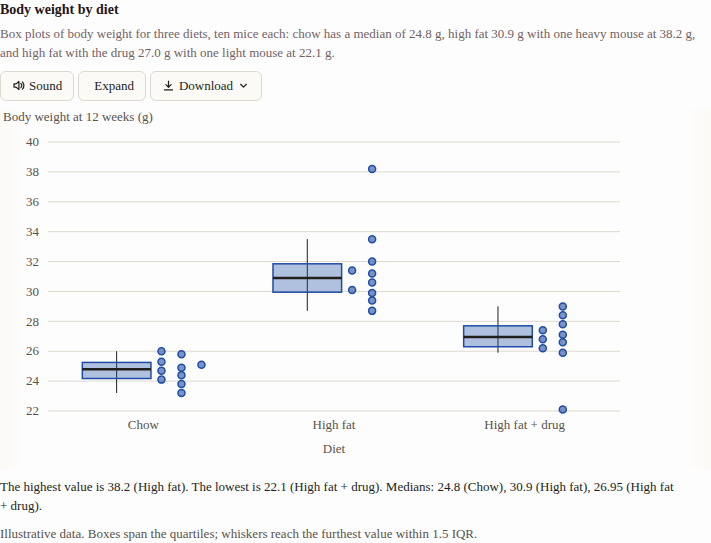 Body weight by diet
Box plots of body weight for three diets, ten mice each: chow has a median of 24.8 g, high fat 30.9 g with one heavy mouse at 38.2 g,
and high fat with the drug 27.0 g with one light mouse at 22.1 g.
Sound Expand Download
Body weight at 12 weeks (g)
40
38
36
34
32
30
28
26
24
22
Chow High fat High fat + drug
Diet
The highest value is 38.2 (High fat). The lowest is 22.1 (High fat + drug). Medians: 24.8 (Chow), 30.9 (High fat), 26.95 (High fat
+ drug).
Illustrative data. Boxes span the quartiles; whiskers reach the furthest value within 1.5 IQR.